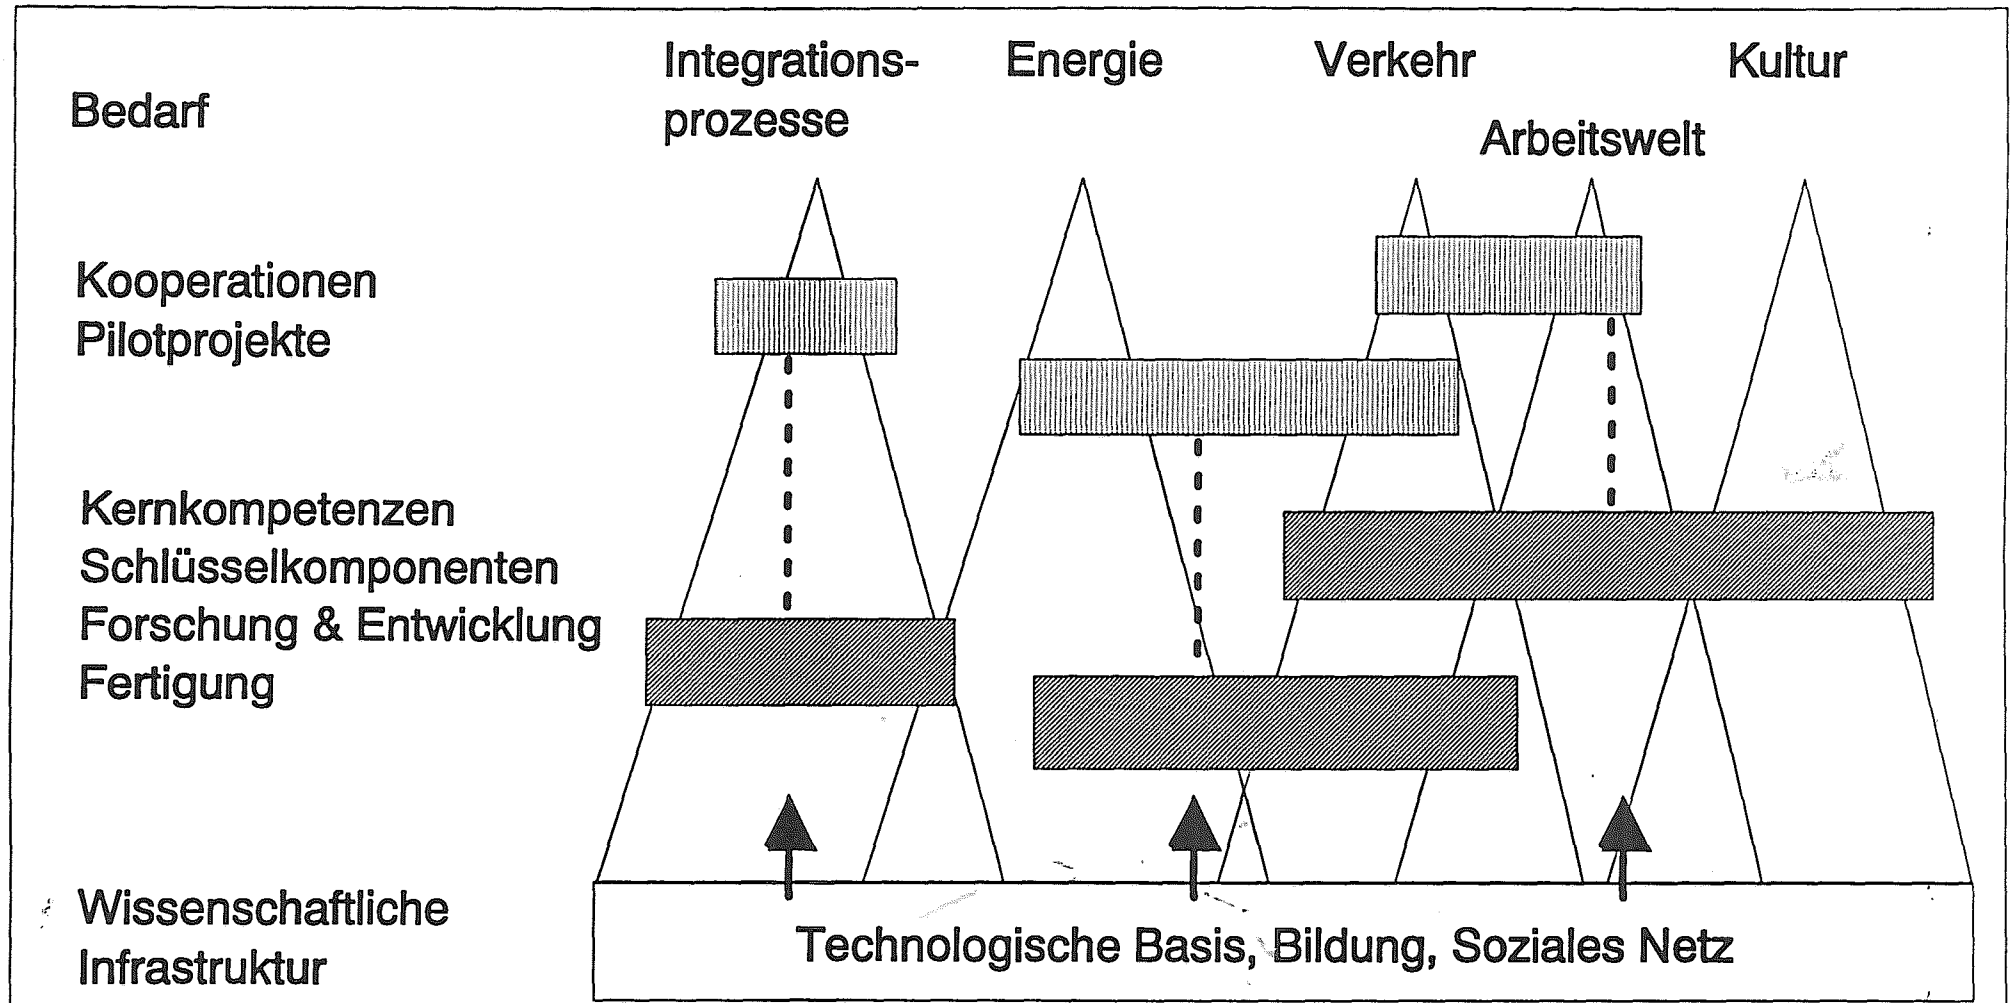 Integrations-
prozesse
Energie
Verkehr
Kultur
Arbeitswelt
Bedarf
Kooperationen
Pilotprojekte
Kernkompetenzen
Schlüsselkomponenten
Forschung & Entwicklung
Fertigung
Wissenschaftliche
Infrastruktur
Technologische Basis, Bildung, Soziales Netz